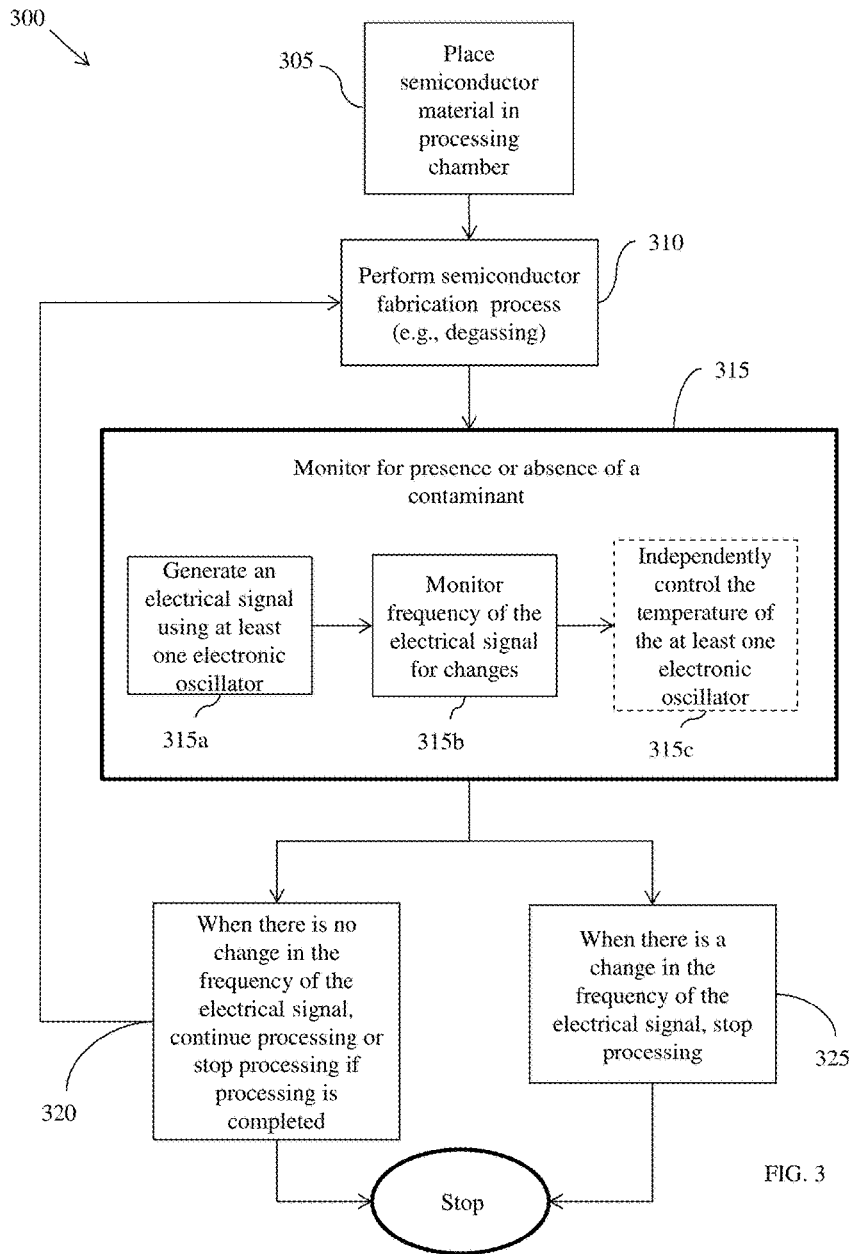 300
305
Place
semiconductor
material in
processing
chamber
310
Perform semiconductor
fabrication process
(e.g., degassing)
315
Monitor for presence or absence of a
contaminant
Generate an
electrical signal
using at least
one electronic
oscillator
315a
Monitor
frequency of the
electrical signal
for changes
315b
Independently
control the
temperature of
the at least one
electronic
oscillator
315c
When there is no
change in the
frequency of the
electrical signal,
continue processing or
stop processing if
processing is
completed
320
When there is a
change in the
frequency of the
electrical signal, stop
processing
325
Stop
FIG. 3